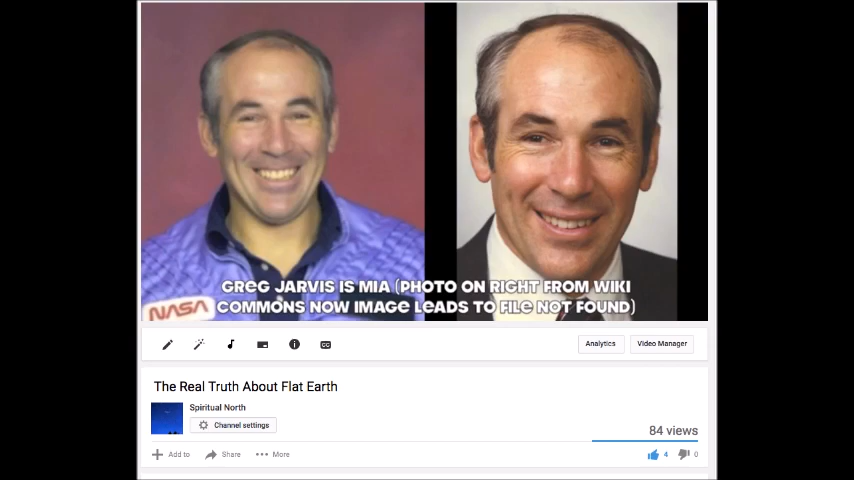 GREG JARVIS IS MIA (PHOTO ON RIGHT FROM WIKI
NASA COMMONS NOW IMAGE LEADS TO FILE NOT FOUND)
CC
Analytics
Video Manager
The Real Truth About Flat Earth
Spiritual North
Channel settings
84 views
Add to
Share
More
4
0